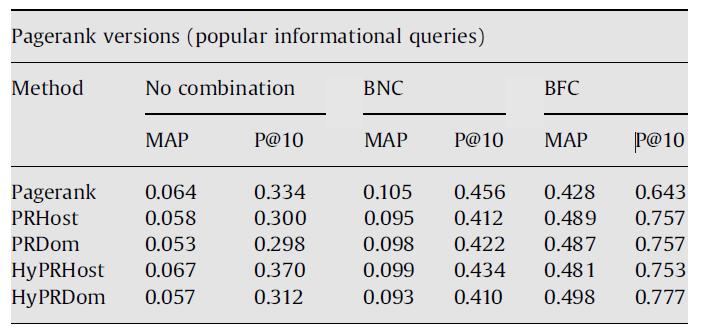 Pagerank versions (popular informational queries)
Method No combination BNC BFC
MAP P@10 MAP P@10 MAP P@10
Pagerank 0.064 0.334 0.105 0.456 0.428 0.643
PRHost 0.058 0.300 0.095 0.412 0.489 0.757
PRDom 0.053 0.298 0.098 0.422 0.487 0.757
HyPRHost 0.067 0.370 0.099 0.434 0.481 0.753
HyPRDom 0.057 0.312 0.093 0.410 0.498 0.777